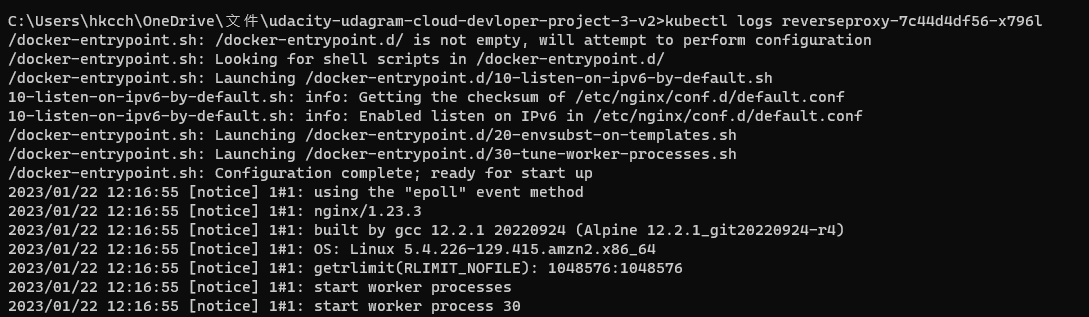 C:\Users\hkcch\OneDrive\文件\udacity-udagram-cloud-devloper-project-3-v2>kubectl logs reverseproxy-7c44d4df56-x796l
/docker-entrypoint.sh: /docker-entrypoint.d/ is not empty, will attempt to perform configuration
/docker-entrypoint.sh: Looking for shell scripts in /docker-entrypoint.d/
/docker-entrypoint.sh: Launching /docker-entrypoint.d/10-listen-on-ipv6-by-default.sh
10-listen-on-ipv6-by-default.sh: info: Getting the checksum of /etc/nginx/conf.d/default.conf
10-listen-on-ipv6-by-default.sh: info: Enabled listen on IPv6 in /etc/nginx/conf.d/default.conf
/docker-entrypoint.sh: Launching /docker-entrypoint.d/20-envsubst-on-templates.sh
/docker-entrypoint.sh: Launching /docker-entrypoint.d/30-tune-worker-processes.sh
/docker-entrypoint.sh: Configuration complete; ready for start up
2023/01/22 12:16:55 [notice] 1#1: using the "epoll" event method
2023/01/22 12:16:55 [notice] 1#1: nginx/1.23.3
2023/01/22 12:16:55 [notice] 1#1: built by gcc 12.2.1 20220924 (Alpine 12.2.1_git20220924-r4)
2023/01/22 12:16:55 [notice] 1#1: OS: Linux 5.4.226-129.415.amzn2.x86_64
2023/01/22 12:16:55 [notice] 1#1: getrlimit(RLIMIT_NOFILE): 1048576:1048576
2023/01/22 12:16:55 [notice] 1#1: start worker processes
2023/01/22 12:16:55 [notice] 1#1: start worker process 30